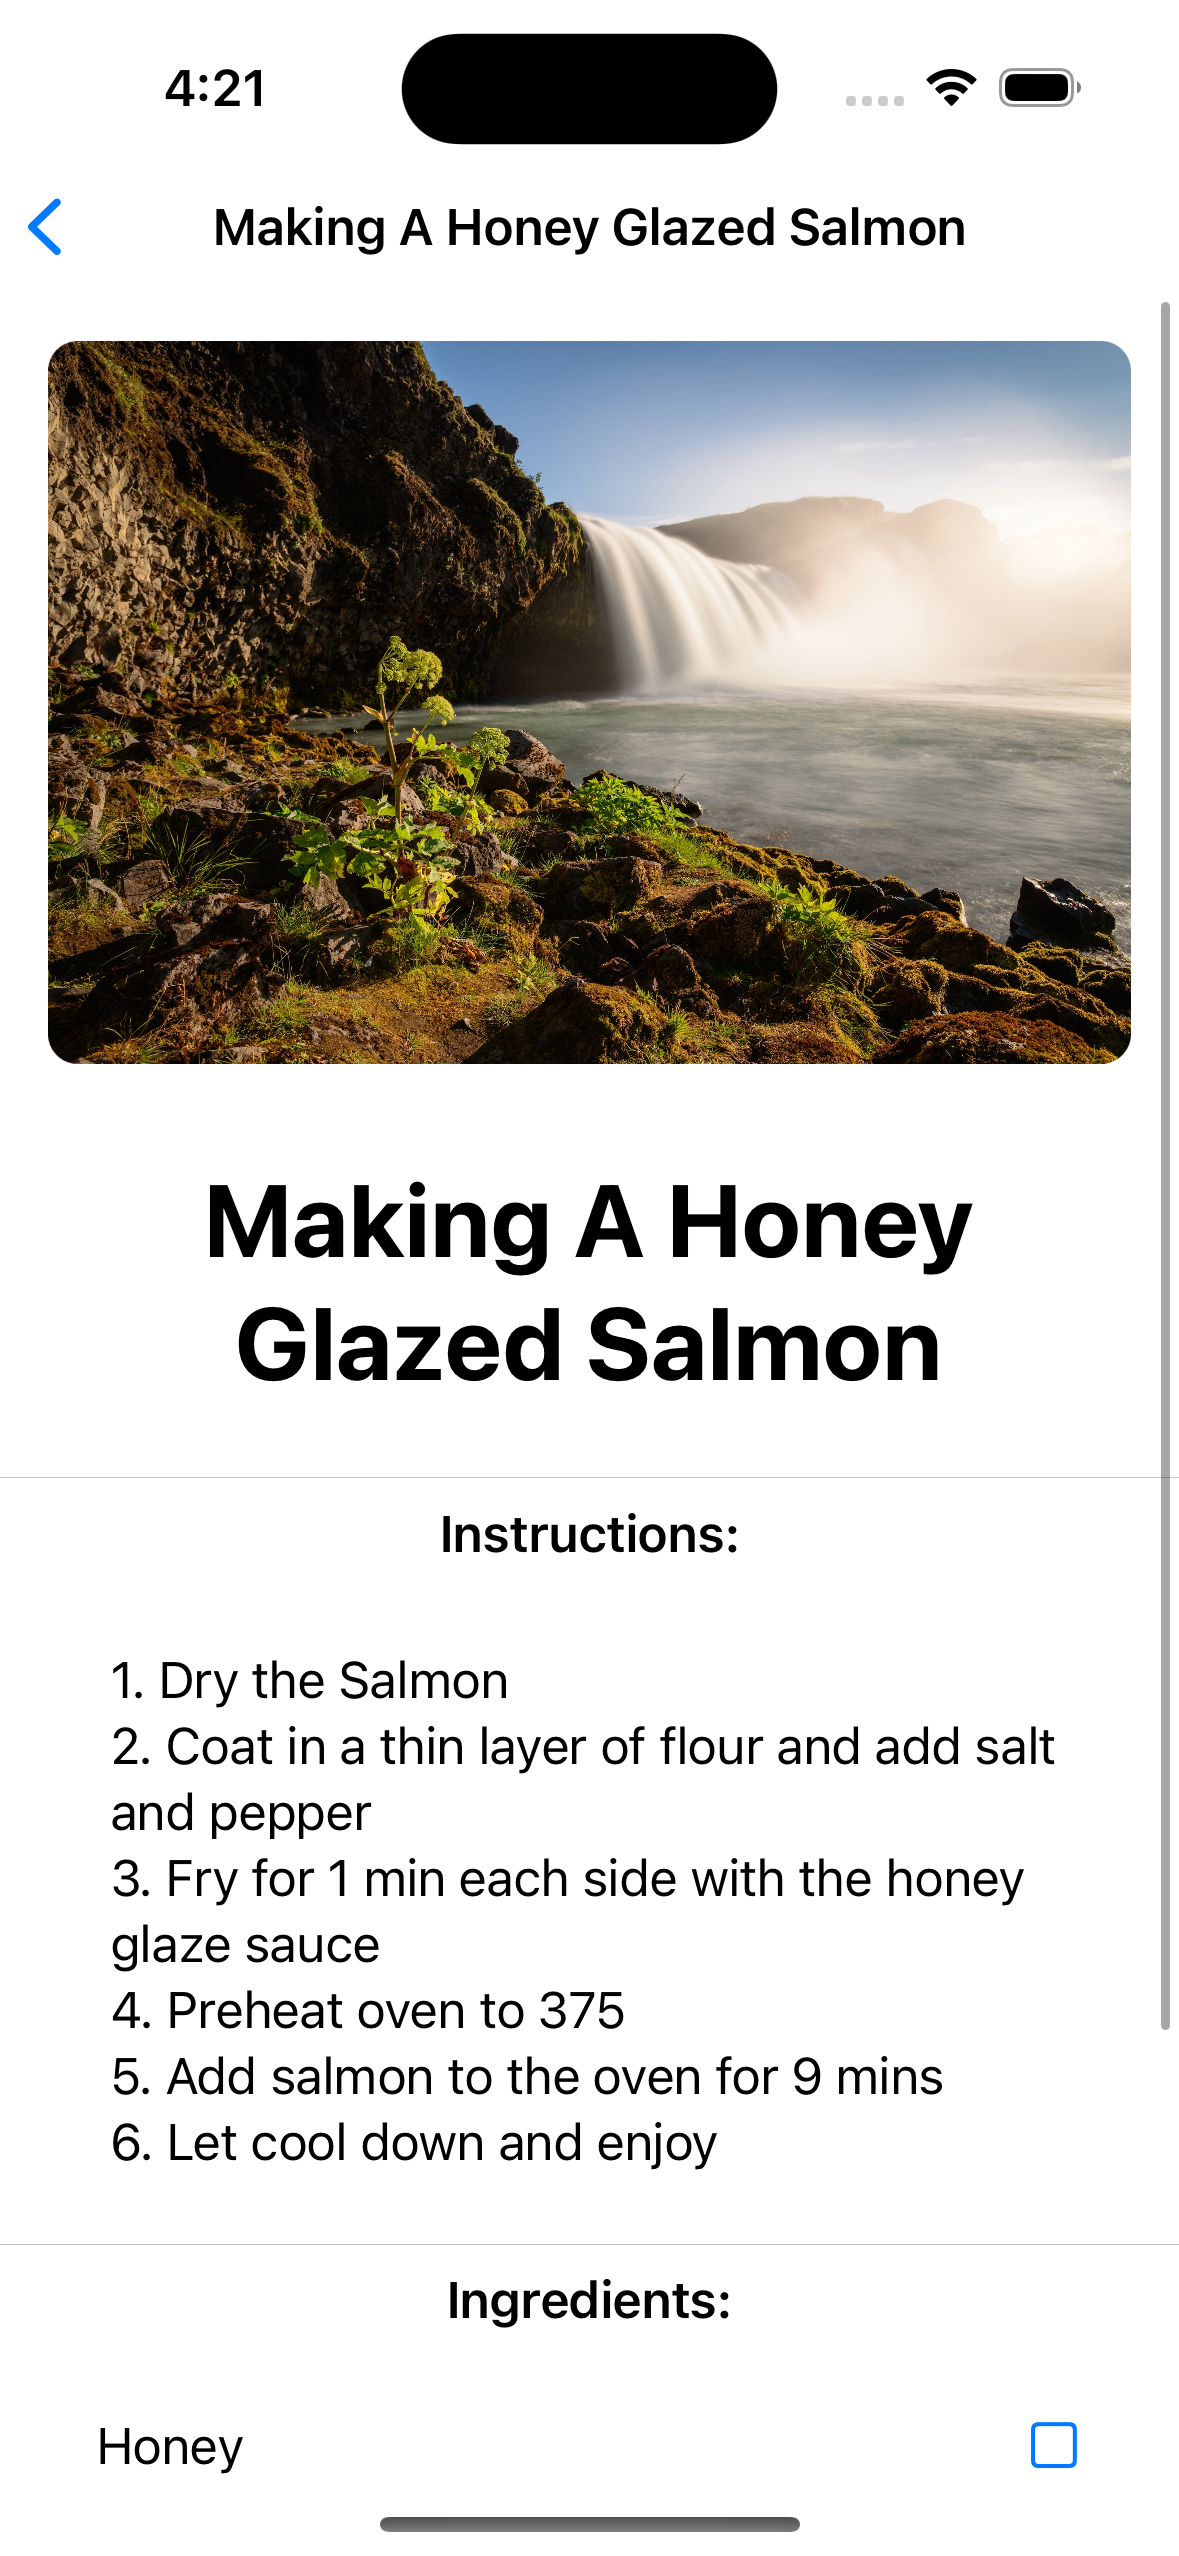 4:21
Making A Honey Glazed Salmon
Making A Honey
Glazed Salmon
Instructions:
1. Dry the Salmon
2. Coat in a thin layer of flour and add salt
and pepper
3. Fry for 1 min each side with the honey
glaze sauce
4. Preheat oven to 375
5. Add salmon to the oven for 9 mins
6. Let cool down and enjoy
Ingredients:
Honey